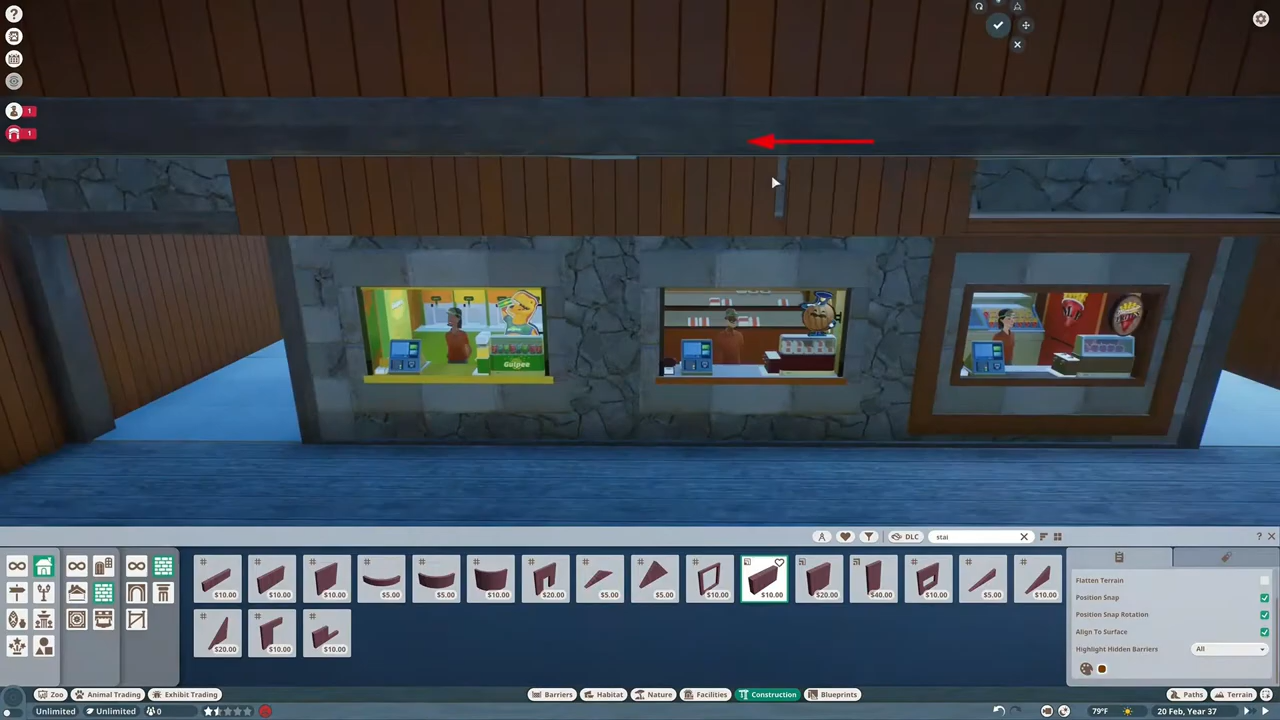 ?
1
1
Gulpee
DLC
stai
?
$10.00 $10.00 $10.00 $5.00 $5.00 $10.00 $20.00 $5.00 $5.00 $10.00 $10.00 $20.00 $40.00 $10.00 $5.00 $10.00
$20.00 $10.00 $10.00
Flatten Terrain
Position Snap
Position Snap Rotation
Align To Surface
Highlight Hidden Barriers All
Zoo Animal Trading Exhibit Trading Barriers Habitat Nature Facilities Construction Blueprints Paths Terrain
Unlimited Unlimited 0 79°F 20 Feb, Year 37